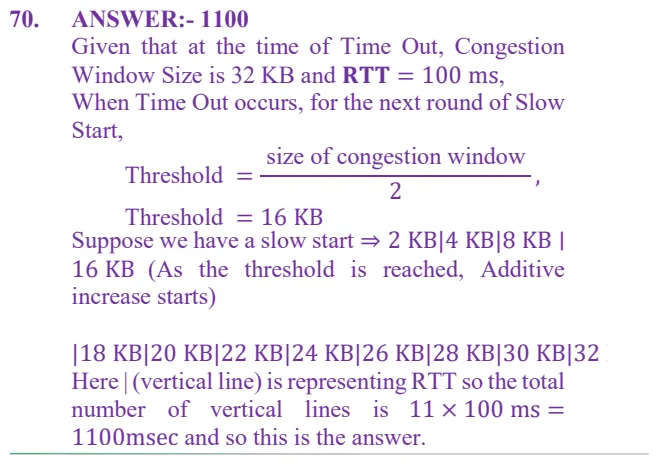 70. ANSWER:- 1100
Given that at the time of Time Out, Congestion
Window Size is 32 KB and RTT = 100 ms,
When Time Out occurs, for the next round of Slow
Start,
Threshold = size of congestion window / 2,
Threshold = 16 KB
Suppose we have a slow start ⇒ 2 KB|4 KB|8 KB |
16 KB (As the threshold is reached, Additive
increase starts)
|18 KB|20 KB|22 KB|24 KB|26 KB|28 KB|30 KB|32
Here | (vertical line) is representing RTT so the total
number of vertical lines is 11 × 100 ms =
1100msec and so this is the answer.